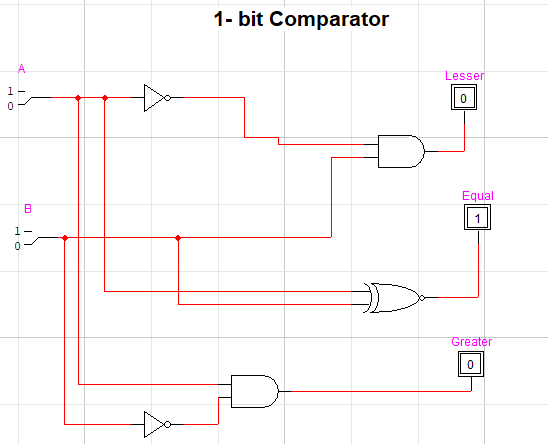 1- bit Comparator
A
1
0
Lesser
0
B
1
0
Equal
1
Greater
0